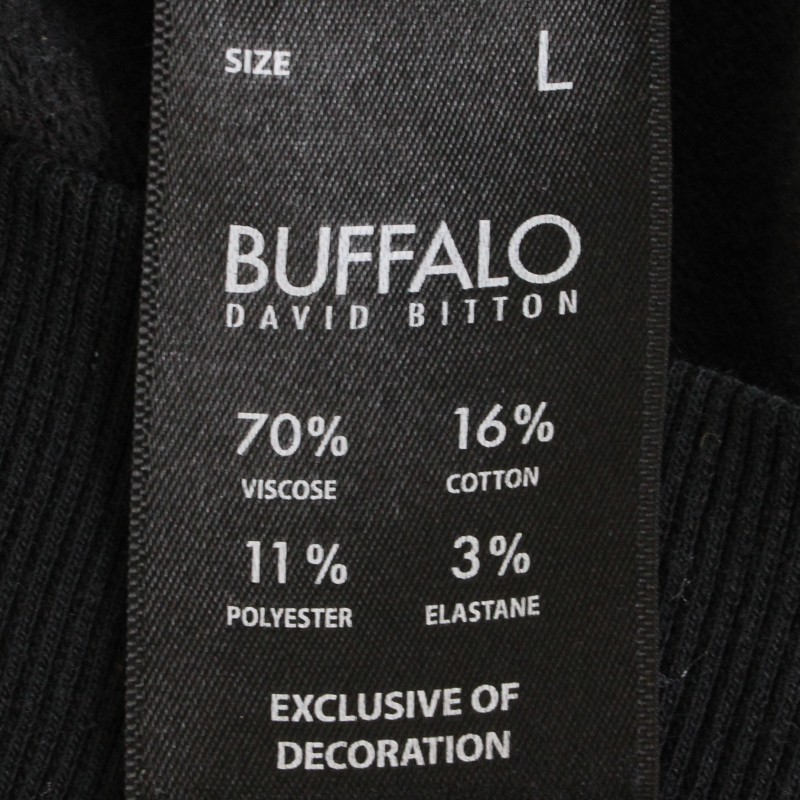 SIZE L
BUFFALO
DAVID BITTON
70% 16%
VISCOSE COTTON
11% 3%
POLYESTER ELASTANE
EXCLUSIVE OF
DECORATION